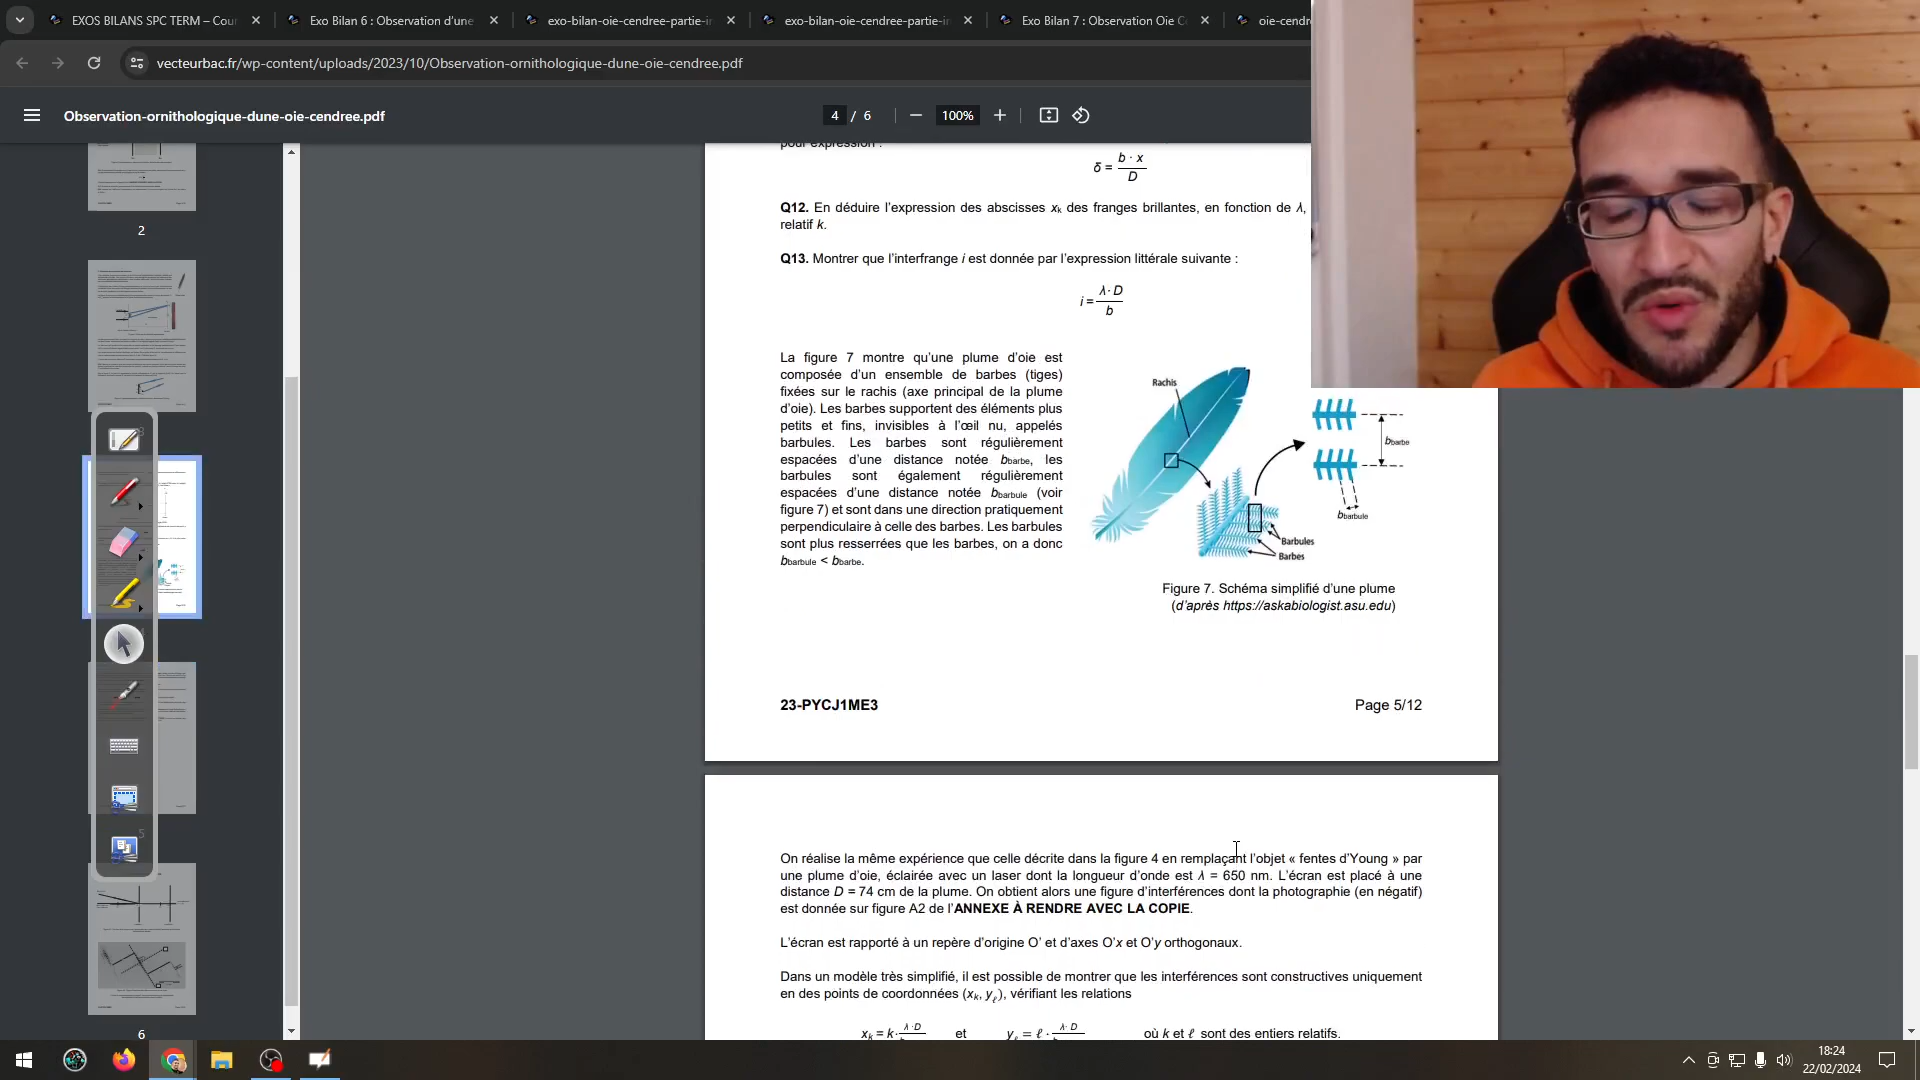 EXOS BILANS SPC TERM – Cou
Exo Bilan 6 : Observation d'une
exo-bilan-oie-cendree-partie-i
exo-bilan-oie-cendree-partie-i
Exo Bilan 7 : Observation Oie C
oie-cendr
vecteurbac.fr/wp-content/uploads/2023/10/Observation-ornithologique-dune-oie-cendree.pdf
Observation-ornithologique-dune-oie-cendree.pdf
4 / 6
100%
pour expression :
δ = b · x / D
Q12. En déduire l'expression des abscisses xk des franges brillantes, en fonction de λ,
relatif k.
Q13. Montrer que l'interfrange i est donnée par l'expression littérale suivante :
i = λ · D / b
La figure 7 montre qu'une plume d'oie est
composée d'un ensemble de barbes (tiges)
fixées sur le rachis (axe principal de la plume
d'oie). Les barbes supportent des éléments plus
petits et fins, invisibles à l'œil nu, appelés
barbules. Les barbes sont régulièrement
espacées d'une distance notée bbarbe, les
barbules sont également régulièrement
espacées d'une distance notée bbarbule (voir
figure 7) et sont dans une direction pratiquement
perpendiculaire à celle des barbes. Les barbules
sont plus resserrées que les barbes, on a donc
bbarbule < bbarbe.
Rachis
bbarbe
bbarbule
Barbules
Barbes
Figure 7. Schéma simplifié d'une plume
(d'après https://askabiologist.asu.edu)
23-PYCJ1ME3
Page 5/12
On réalise la même expérience que celle décrite dans la figure 4 en remplaçant l'objet « fentes d'Young » par
une plume d'oie, éclairée avec un laser dont la longueur d'onde est λ = 650 nm. L'écran est placé à une
distance D = 74 cm de la plume. On obtient alors une figure d'interférences dont la photographie (en négatif)
est donnée sur figure A2 de l'ANNEXE À RENDRE AVEC LA COPIE.
L'écran est rapporté à un repère d'origine O' et d'axes O'x et O'y orthogonaux.
Dans un modèle très simplifié, il est possible de montrer que les interférences sont constructives uniquement
en des points de coordonnées (xk, yℓ), vérifiant les relations
xk = k · λ · D et yℓ = ℓ · λ · D où k et ℓ sont des entiers relatifs.
2
3
4
5
6
18:24
22/02/2024